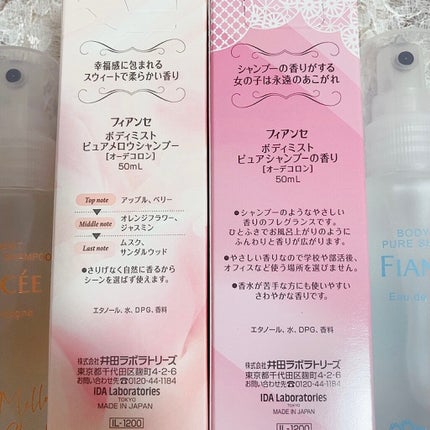 幸福感に包まれる
スウィートで柔らかい香り
フィアンセ
ボディミスト
ピュアメロウシャンプー
[オーデコロン]
50mL
Top note アップル、ベリー
Middle note オレンジフラワー、
ジャスミン
Last note ムスク、
サンダルウッド
●さりげなく自然に香るから
シーンを選ばず使えます。
エタノール、水、DPG、香料
株式会社井田ラボラトリーズ
東京都千代田区麹町4-2-6
お問い合わせ先☎0120-44-1184
IDA Laboratories
TOKYO
MADE IN JAPAN
IL-1200
シャンプーの香りがする
女の子は永遠のあこがれ
フィアンセ
ボディミスト
ピュアシャンプーの香り
[オーデコロン]
50mL
●シャンプーのようなやさしい
香りのフレグランスです。
ひとふきでお風呂上がりのように
ふんわりと香りが広がります。
●やさしい香りなので学校や部活後、
オフィスなど使う場所を選びません。
●香水が苦手な方にも使いやすい
さわやかな香りです。
エタノール、水、DPG、香料
株式会社井田ラボラトリーズ
東京都千代田区麹町4-2-6
お問い合わせ先☎0120-44-1184
IDA Laboratories
TOKYO
MADE IN JAPAN
IL-1200
BODY
PURE S
FIAN
Eau de